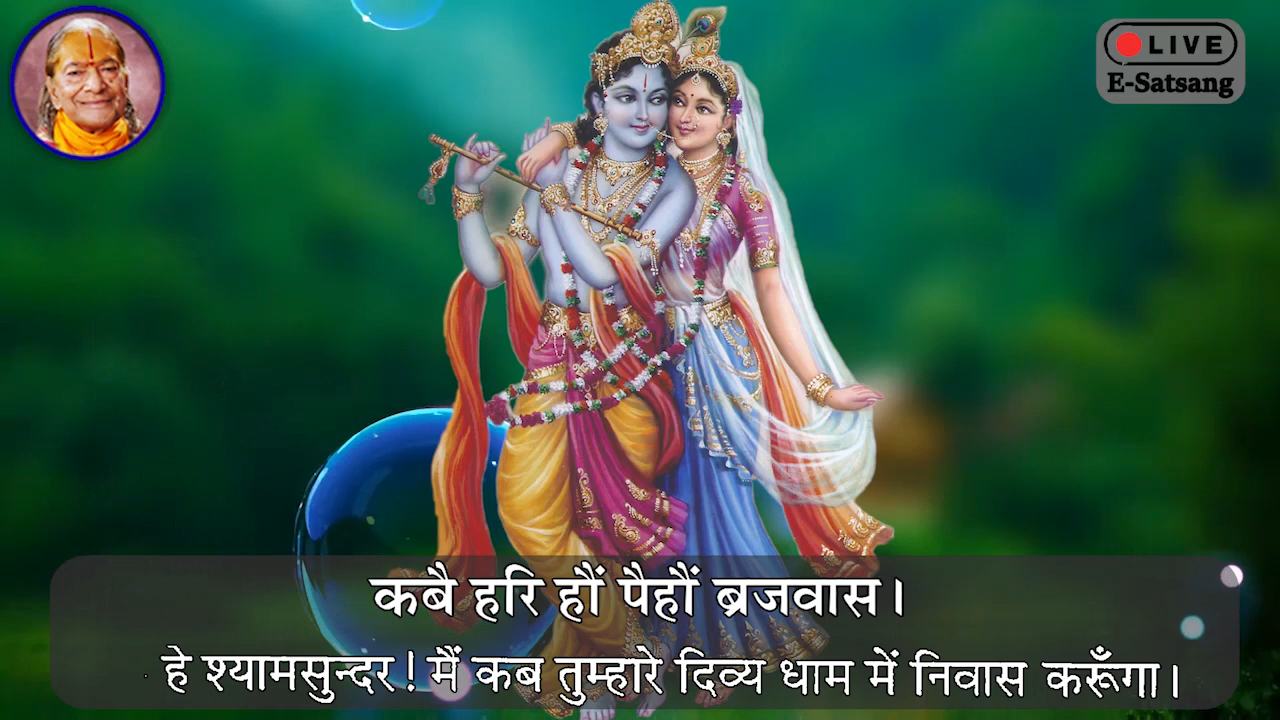 LIVE
E-Satsang
कबै हरि हौं पैहौं ब्रजवास।
हे श्यामसुन्दर! मैं कब तुम्हारे दिव्य धाम में निवास करूँगा।